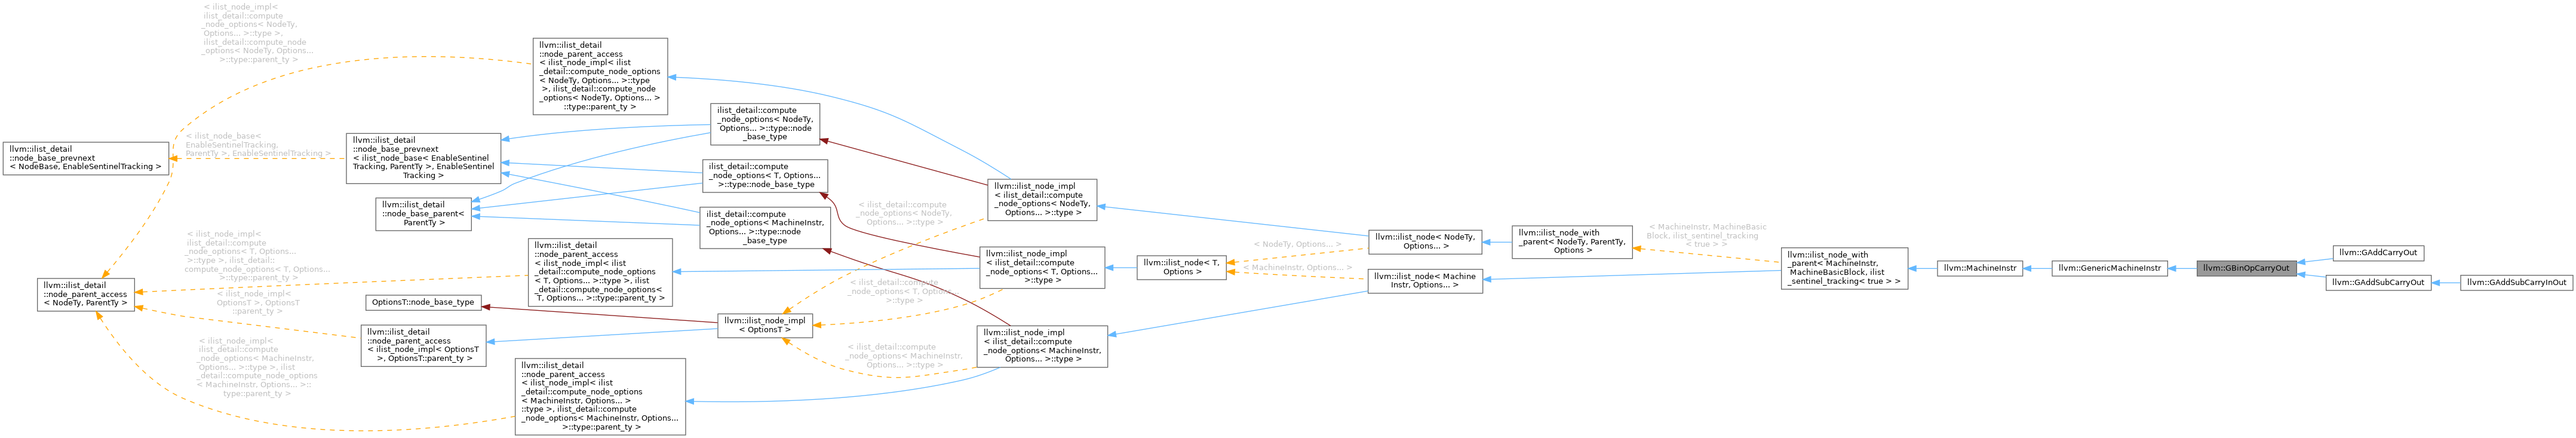 < ilist_node_impl<
ilist_detail::compute
_node_options< NodeTy,
Options... >::type >,
ilist_detail::compute_node
_options< NodeTy, Options...
>::type::parent_ty >
llvm::ilist_detail
::node_base_prevnext
< NodeBase, EnableSentinelTracking >
< ilist_node_base<
EnableSentinelTracking,
ParentTy >, EnableSentinelTracking >
llvm::ilist_detail
::node_parent_access
< NodeTy, ParentTy >
< ilist_node_impl<
ilist_detail::compute
_node_options< T, Options...
>::type >, ilist_detail::
compute_node_options< T, Options...
>::type::parent_ty >
< ilist_node_impl<
OptionsT >, OptionsT
::parent_ty >
< ilist_node_impl<
ilist_detail::compute
_node_options< MachineInstr,
Options... >::type >, ilist
_detail::compute_node_options
< MachineInstr, Options... >::
type::parent_ty >
llvm::ilist_detail
::node_base_prevnext
< ilist_node_base< EnableSentinel
Tracking, ParentTy >, EnableSentinel
Tracking >
llvm::ilist_detail
::node_base_parent<
ParentTy >
OptionsT::node_base_type
llvm::ilist_detail
::node_parent_access
< ilist_node_impl< OptionsT
>, OptionsT::parent_ty >
llvm::ilist_detail
::node_parent_access
< ilist_node_impl< ilist
_detail::compute_node_options
< NodeTy, Options... >::type
>, ilist_detail::compute_node
_options< NodeTy, Options... >
::type::parent_ty >
llvm::ilist_detail
::node_parent_access
< ilist_node_impl< ilist
_detail::compute_node_options
< T, Options... >::type >, ilist
_detail::compute_node_options<
T, Options... >::type::parent_ty >
llvm::ilist_detail
::node_parent_access
< ilist_node_impl< ilist
_detail::compute_node_options
< MachineInstr, Options... >
::type >, ilist_detail::compute
_node_options< MachineInstr, Options...
>::type::parent_ty >
ilist_detail::compute
_node_options< NodeTy,
Options... >::type::node
_base_type
ilist_detail::compute
_node_options< T, Options...
>::type::node_base_type
ilist_detail::compute
_node_options< MachineInstr,
Options... >::type::node
_base_type
llvm::ilist_node_impl
< OptionsT >
< ilist_detail::compute
_node_options< NodeTy,
Options... >::type >
< ilist_detail::compute
_node_options< T, Options...
>::type >
< ilist_detail::compute
_node_options< MachineInstr,
Options... >::type >
llvm::ilist_node_impl
< ilist_detail::compute
_node_options< NodeTy,
Options... >::type >
llvm::ilist_node_impl
< ilist_detail::compute
_node_options< T, Options...
>::type >
llvm::ilist_node_impl
< ilist_detail::compute
_node_options< MachineInstr,
Options... >::type >
llvm::ilist_node< T,
Options >
< NodeTy, Options... >
< MachineInstr, Options... >
llvm::ilist_node< NodeTy,
Options... >
llvm::ilist_node< Machine
Instr, Options... >
llvm::ilist_node_with
_parent< NodeTy, ParentTy,
Options >
< MachineInstr, MachineBasic
Block, ilist_sentinel_tracking
< true > >
llvm::ilist_node_with
_parent< MachineInstr,
MachineBasicBlock, ilist
_sentinel_tracking< true > >
llvm::MachineInstr
llvm::GenericMachineInstr
llvm::GBinOpCarryOut
llvm::GAddCarryOut
llvm::GAddSubCarryOut
llvm::GAddSubCarryInOut